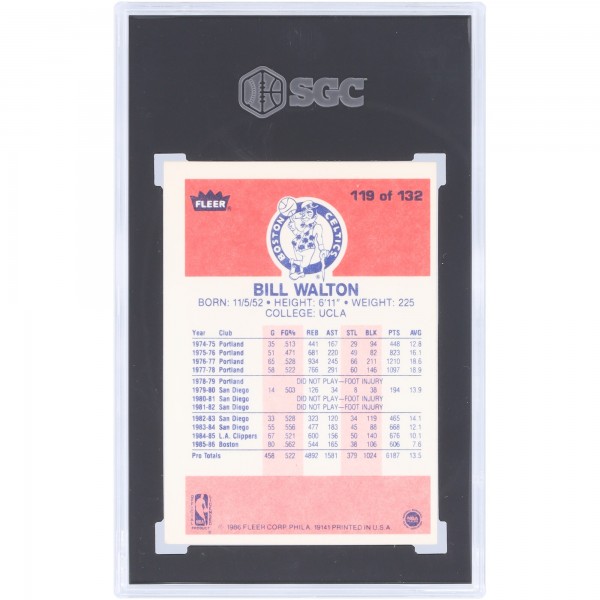 SGC
FLEER
119 of 132
BOSTON CELTICS
BILL WALTON
BORN: 11/5/52 • HEIGHT: 6'11" • WEIGHT: 225
COLLEGE: UCLA
Year Club G FG% REB AST STL BLK PTS AVG
1974-75 Portland 35 .513 441 167 29 94 448 12.8
1975-76 Portland 51 .471 681 220 49 82 823 16.1
1976-77 Portland 65 .528 934 245 66 211 1210 18.6
1977-78 Portland 58 .522 766 291 60 146 1097 18.9
1978-79 Portland DID NOT PLAY—FOOT INJURY
1979-80 San Diego 14 .503 126 34 8 38 194 13.9
1980-81 San Diego DID NOT PLAY—FOOT INJURY
1981-82 San Diego DID NOT PLAY—FOOT INJURY
1982-83 San Diego 33 .528 323 120 34 119 465 14.1
1983-84 San Diego 55 .556 477 183 45 88 668 12.1
1984-85 L.A. Clippers 67 .521 600 156 50 140 676 10.1
1985-86 Boston 80 .562 544 165 38 106 606 7.6
Pro Totals 458 .522 4892 1581 379 1024 6187 13.5
NBA
© 1986 FLEER CORP. PHILA. 19141 PRINTED IN U.S.A.